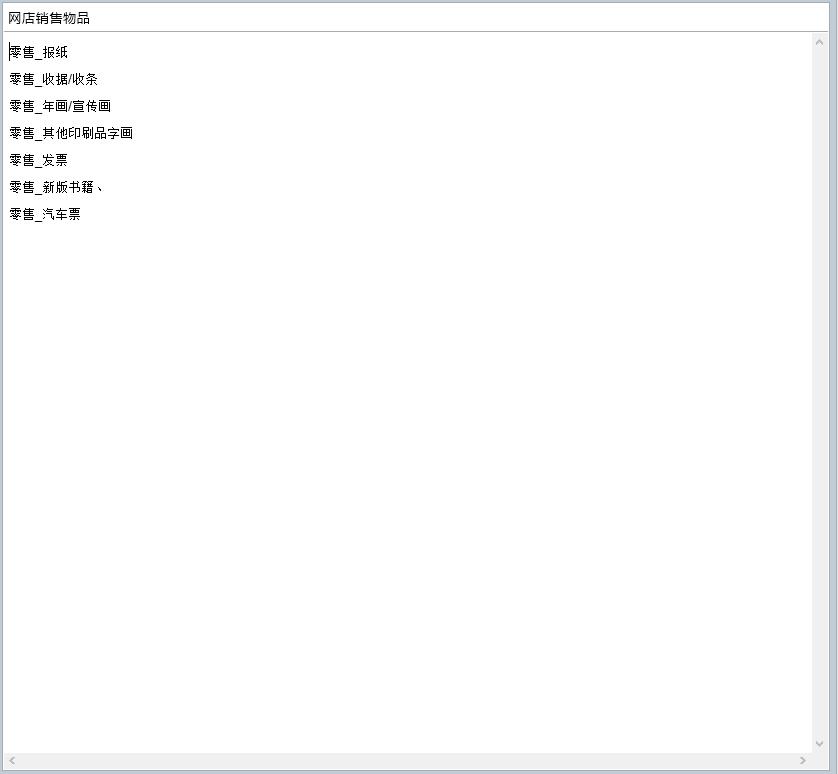 网店销售物品
零售_报纸
零售_收据/收条
零售_年画/宣传画
零售_其他印刷品字画
零售_发票
零售_新版书籍、
零售_汽车票